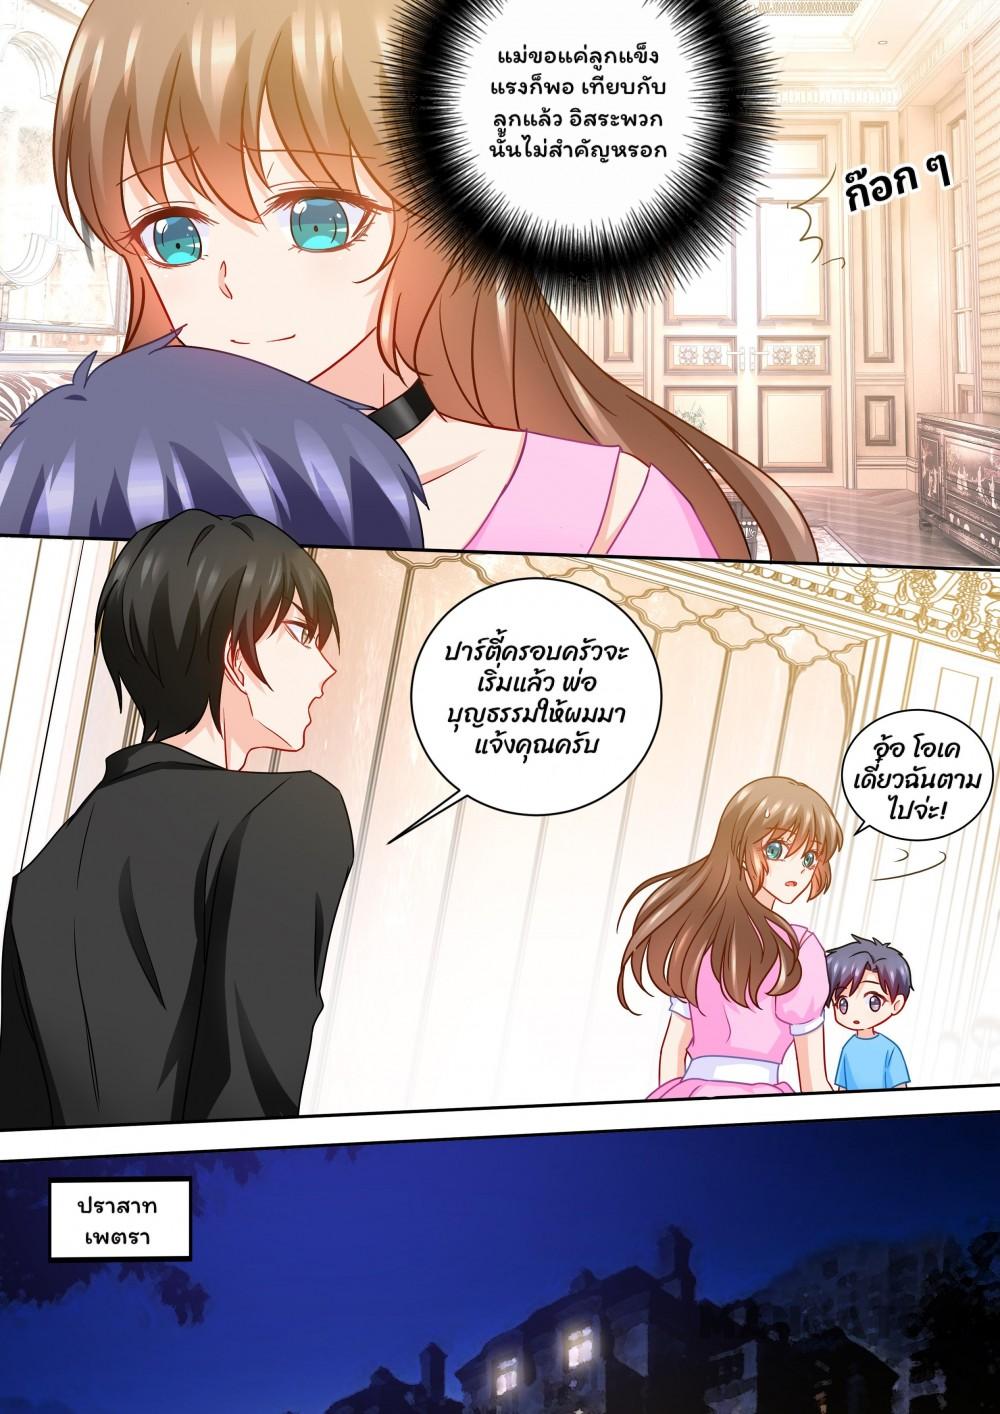 แม่ขอแค่ลูกแข็ง
แรงก็พอ เทียบกับ
ลูกแล้ว อิสระพวก
นั้นไม่สำคัญหรอก
ก๊อก ๆ
ปาร์ตี้ครอบครัวจะ
เริ่มแล้ว พ่อ
บุญธรรมให้ผมมา
แจ้งคุณครับ
อ้อ โอเค
เดี๋ยวฉันตาม
ไปจ่ะ!
ปราสาท
เพตรา